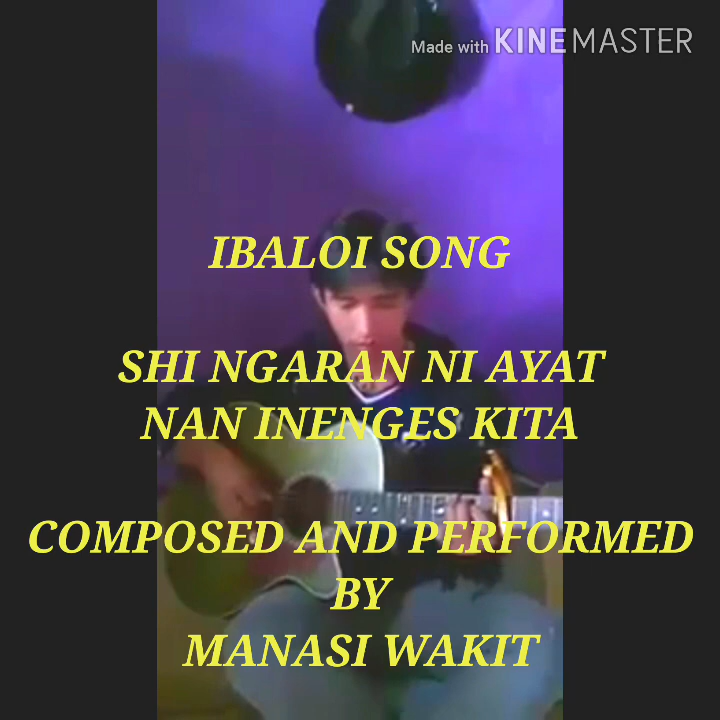 Made with KINEMASTER
IBALOI SONG
SHI NGARAN NI AYAT
NAN INENGES KITA
COMPOSED AND PERFORMED
BY
MANASI WAKIT